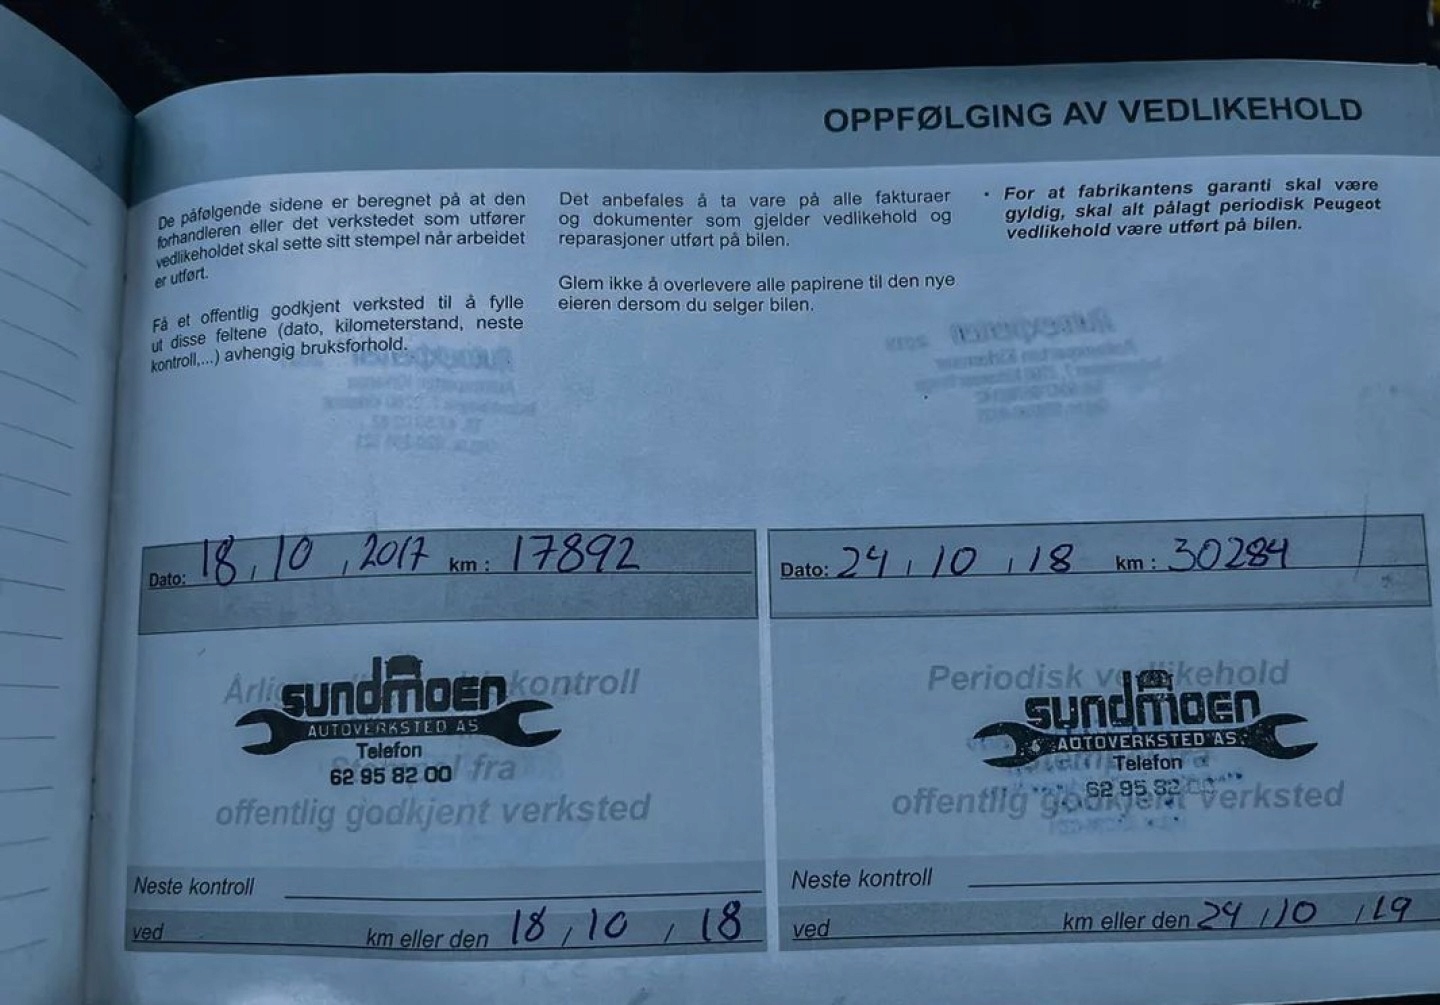 OPPFØLGING AV VEDLIKEHOLD
De påfølgende sidene er beregnet på at den
forhandleren eller det verkstedet som utfører
vedlikeholdet skal sette sitt stempel når arbeidet
er utført.
Få et offentlig godkjent verksted til å fylle
ut disse feltene (dato, kilometerstand, neste
kontroll,...) avhengig bruksforhold.
Det anbefales å ta vare på alle fakturaer
og dokumenter som gjelder vedlikehold og
reparasjoner utført på bilen.
Glem ikke å overlevere alle papirene til den nye
eieren dersom du selger bilen.
• For at fabrikantens garanti skal være
gyldig, skal alt pålagt periodisk Peugeot
vedlikehold være utført på bilen.
Dato: 18, 10, 2017 km : 17892
kontroll
SUNDMOEN
AUTOVERKSTED AS
Telefon
62 95 82 00
fra
offentlig godkjent verksted
Neste kontroll
ved km eller den 18, 10, 18
Dato: 24, 10, 18 km : 30284
Periodisk vedlikehold
SUNDMOEN
AUTOVERKSTED AS
Telefon
62 95 82 00
offentlig godkjent verksted
Neste kontroll
ved km eller den 24, 10, 19